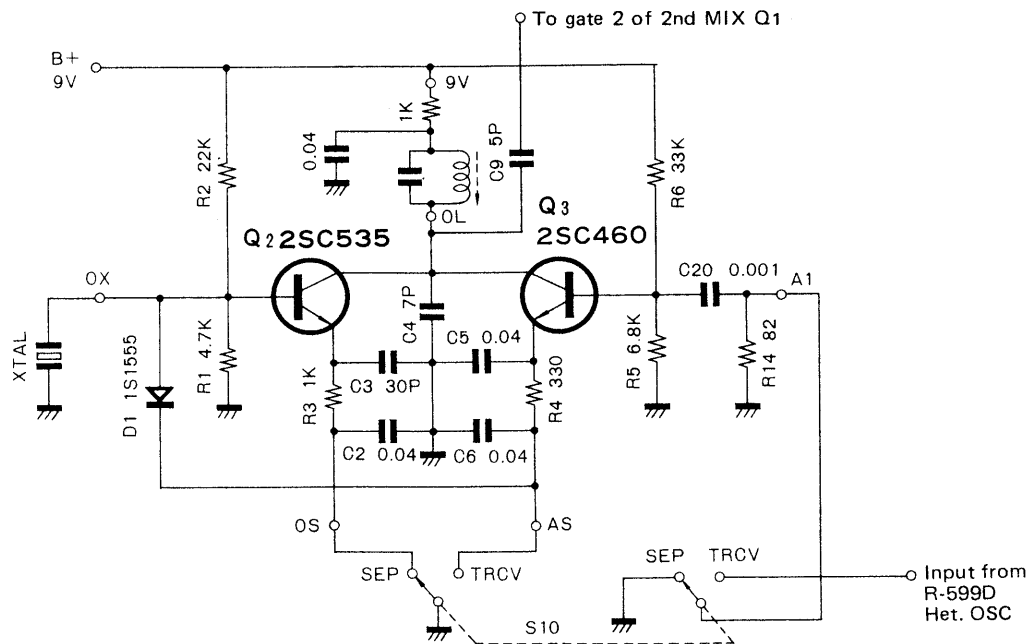 To gate 2 of 2nd MIX Q1
B+
9V
9V
1K
0.04
C9 5P
R2 22K
R6 33K
OL
Q2 2SC535
Q3
2SC460
OX
C20 0.001
A1
C4 7P
C5 0.04
XTAL
D1 1S1555
R1 4.7K
R5 6.8K
R14 82
C3 30P
R3 1K
R4 330
C2 0.04
C6 0.04
OS
AS
SEP
TRCV
SEP
TRCV
Input from
R-599D
Het. OSC
S10